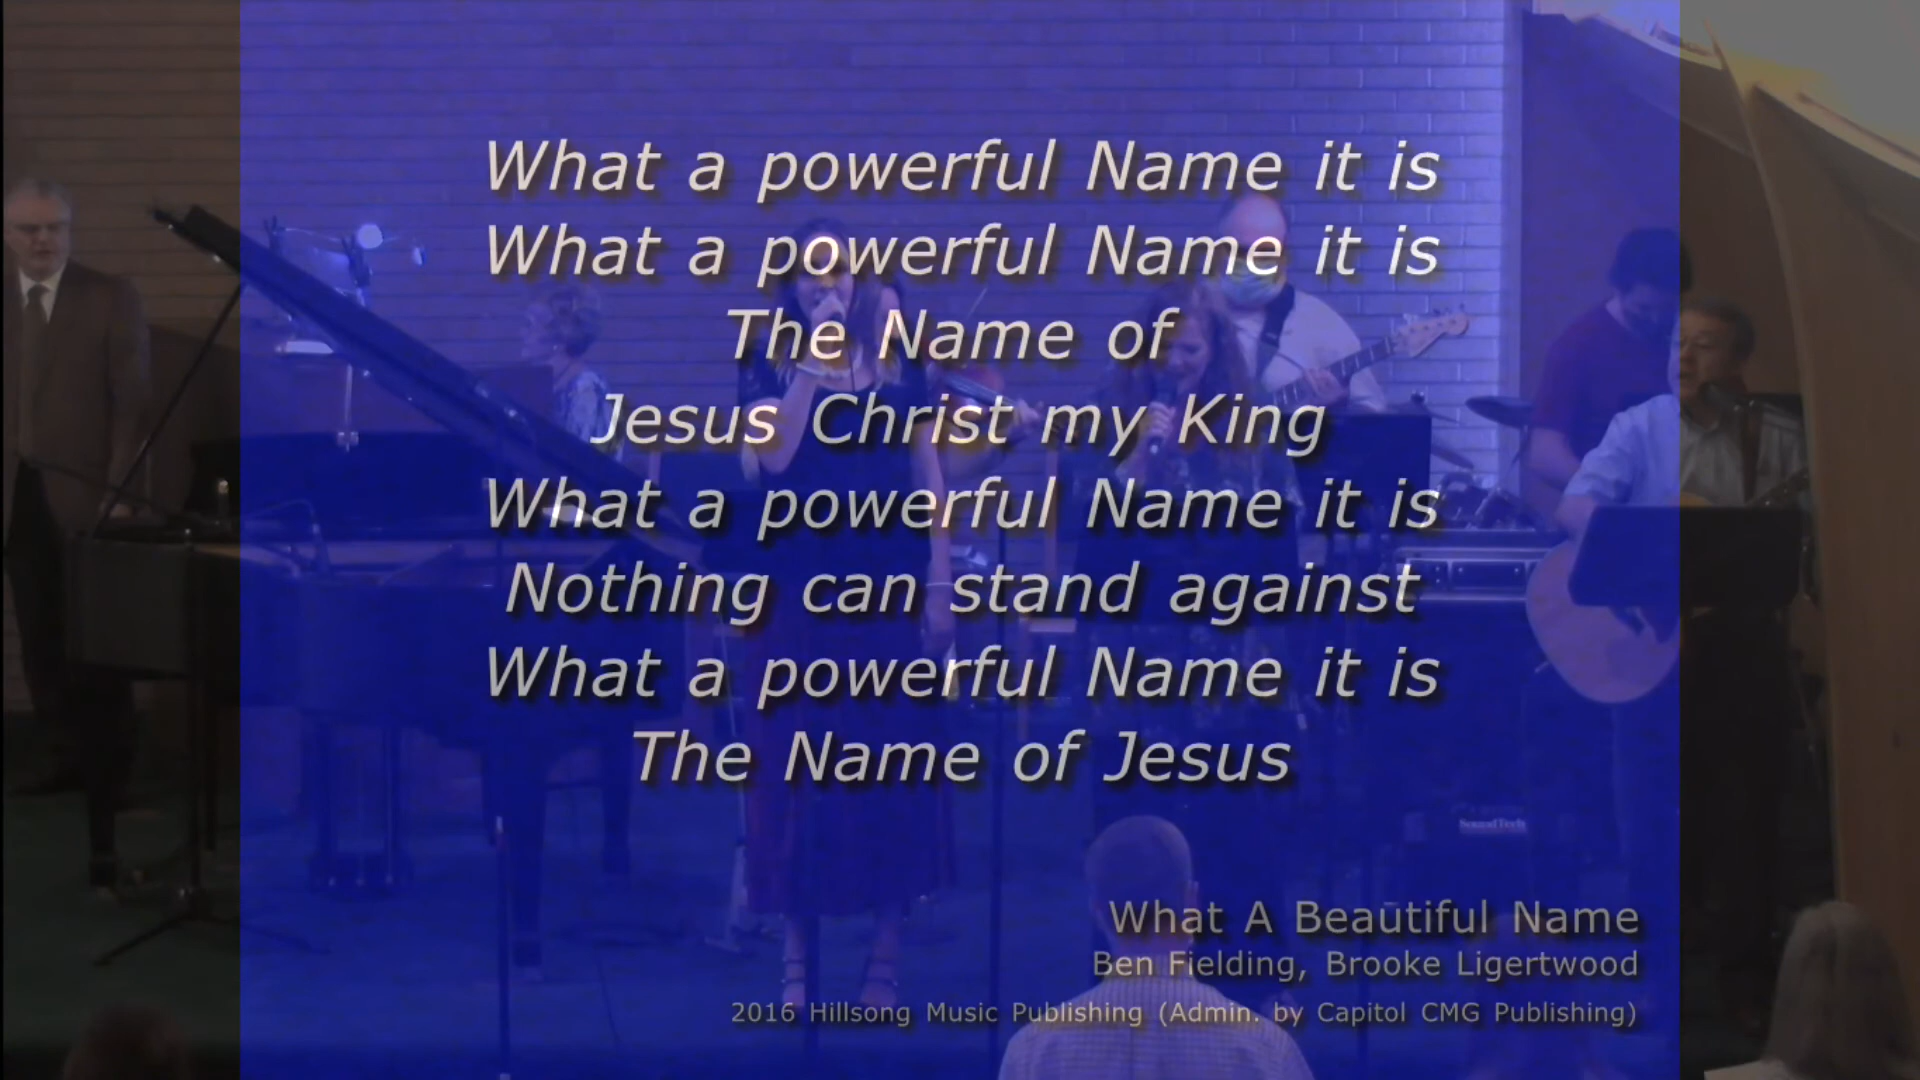 What a powerful Name it is
What a powerful Name it is
The Name of
Jesus Christ my King
What a powerful Name it is
Nothing can stand against
What a powerful Name it is
The Name of Jesus
SoundTech
What A Beautiful Name
Ben Fielding, Brooke Ligertwood
2016 Hillsong Music Publishing (Admin. by Capitol CMG Publishing)